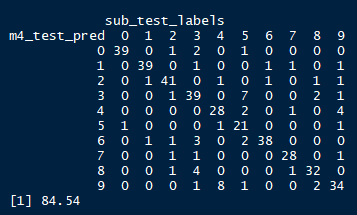 sub_test_labels
m4_test_pred 0 1 2 3 4 5 6 7 8 9
0 39 0 1 2 0 1 0 0 0 0
1 0 39 0 1 0 0 1 1 0 1
2 0 1 41 0 1 0 1 0 1 1
3 0 0 1 39 0 7 0 0 2 1
4 0 0 0 0 28 2 0 1 0 4
5 1 0 0 0 1 21 0 0 0 0
6 0 1 1 3 0 2 38 0 0 0
7 0 0 1 1 0 0 0 28 0 1
8 0 0 1 4 0 0 0 1 32 0
9 0 0 0 1 8 1 0 0 2 34
[1] 84.54